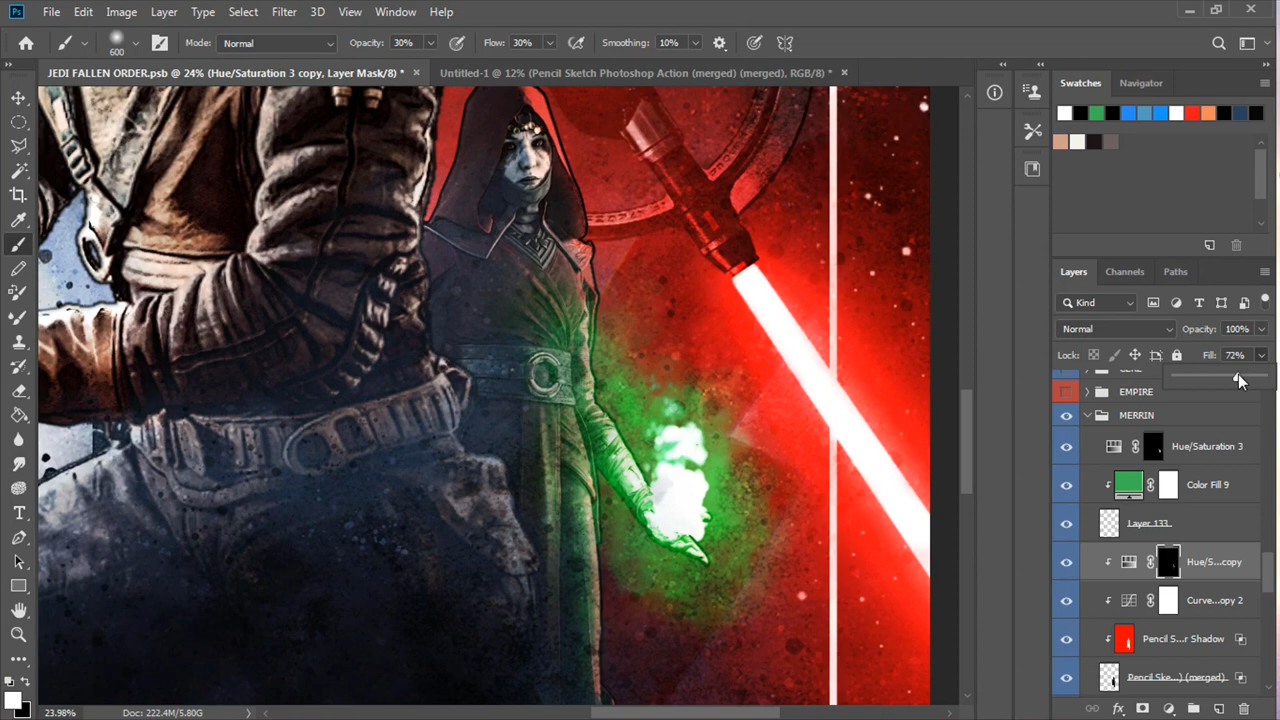 Ps File Edit Image Layer Type Select Filter 3D View Window Help
600 Mode: Normal Opacity: 30% Flow: 30% Smoothing: 10%
JEDI FALLEN ORDER.psb @ 24% (Hue/Saturation 3 copy, Layer Mask/8) * Untitled-1 @ 12% (Pencil Sketch Photoshop Action (merged) (merged), RGB/8) *
Swatches Navigator
Layers Channels Paths
Kind
Normal Opacity: 100%
Lock: Fill: 72%
EMPIRE
MERRIN
Hue/Saturation 3
Color Fill 9
Layer 133
Hue/S...copy
Curve...opy 2
Pencil S...r Shadow
Pencil Ske...) (merged)
23.98% Doc: 222.4M/5.80G